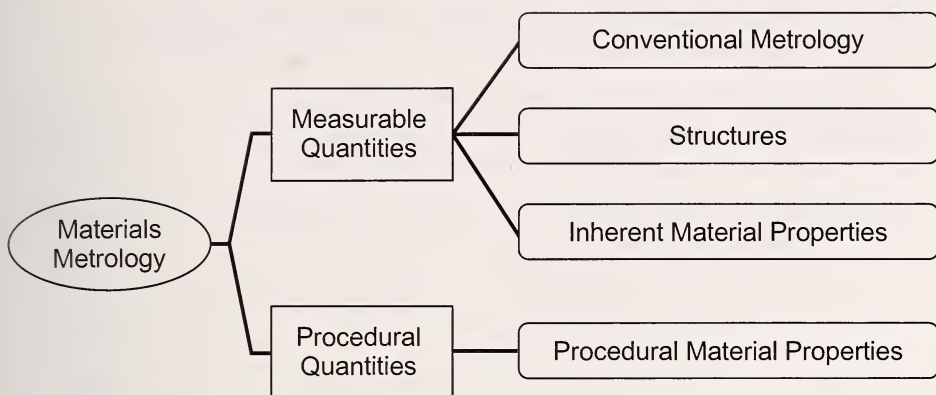 Conventional Metrology
Measurable
Quantities
Structures
Materials
Metrology
Inherent Material Properties
Procedural
Quantities
Procedural Material Properties